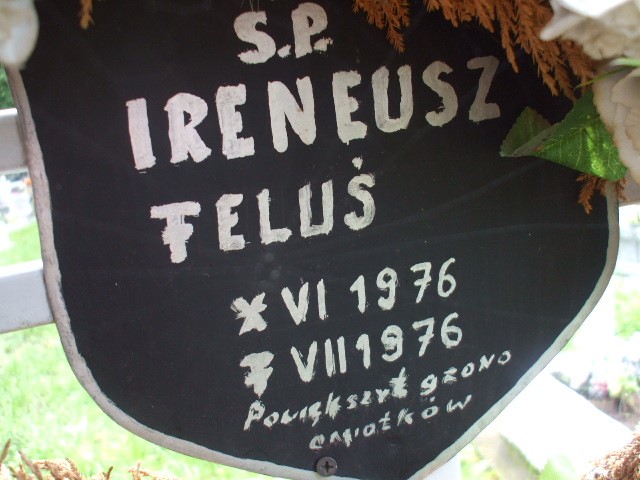 Ś.P.
IRENEUSZ
FELUŚ
* VI 1976
† VII 1976
Powiększył grono
aniołków